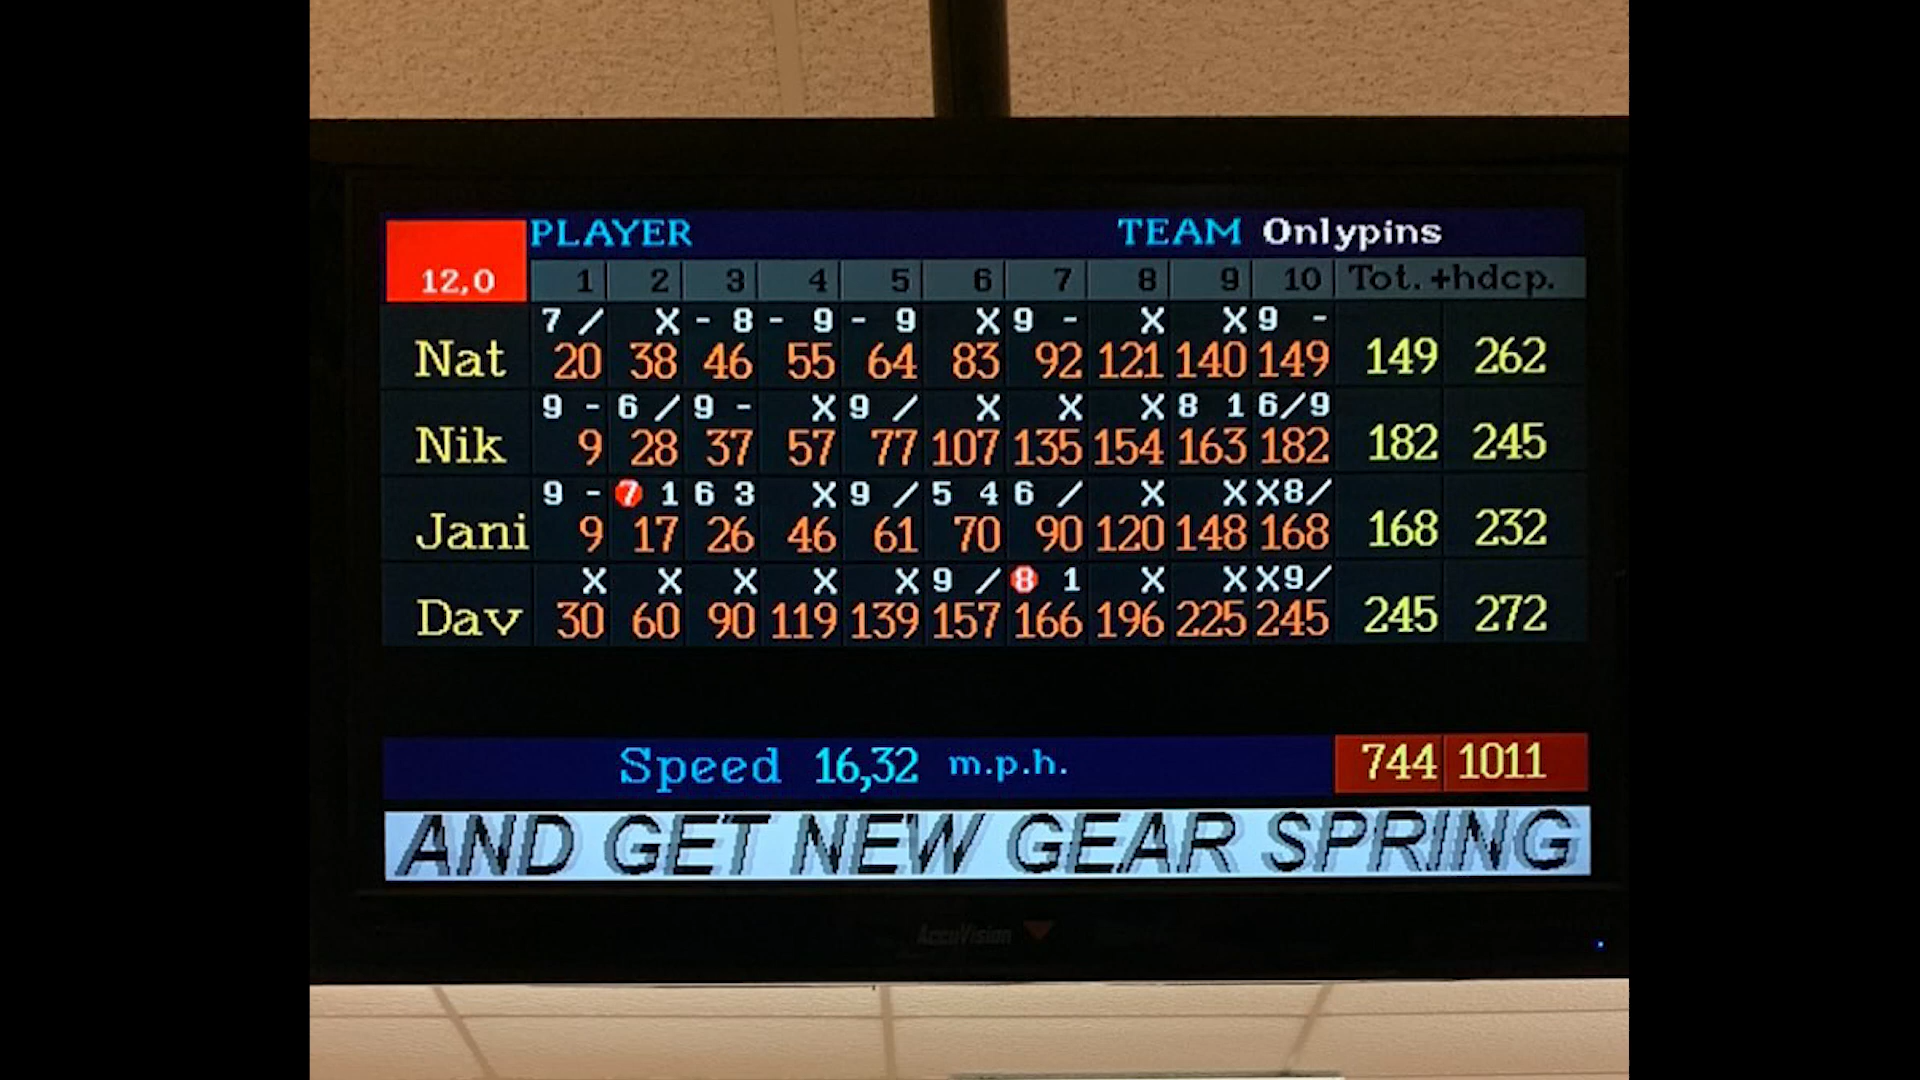 PLAYER TEAM Onlypins
12,0 1 2 3 4 5 6 7 8 9 10 Tot. +hdcp.
7 / X - 8 - 9 - 9 X 9 - X X 9 -
Nat 20 38 46 55 64 83 92 121 140 149 149 262
9 - 6 / 9 - X 9 / X X X 8 1 6/9
Nik 9 28 37 57 77 107 135 154 163 182 182 245
9 - 7 1 6 3 X 9 / 5 4 6 / X X X8/
Jani 9 17 26 46 61 70 90 120 148 168 168 232
X X X X X 9 / 8 1 X X X9/
Dav 30 60 90 119 139 157 166 196 225 245 245 272
Speed 16,32 m.p.h. 744 1011
AND GET NEW GEAR SPRING
AccuVision